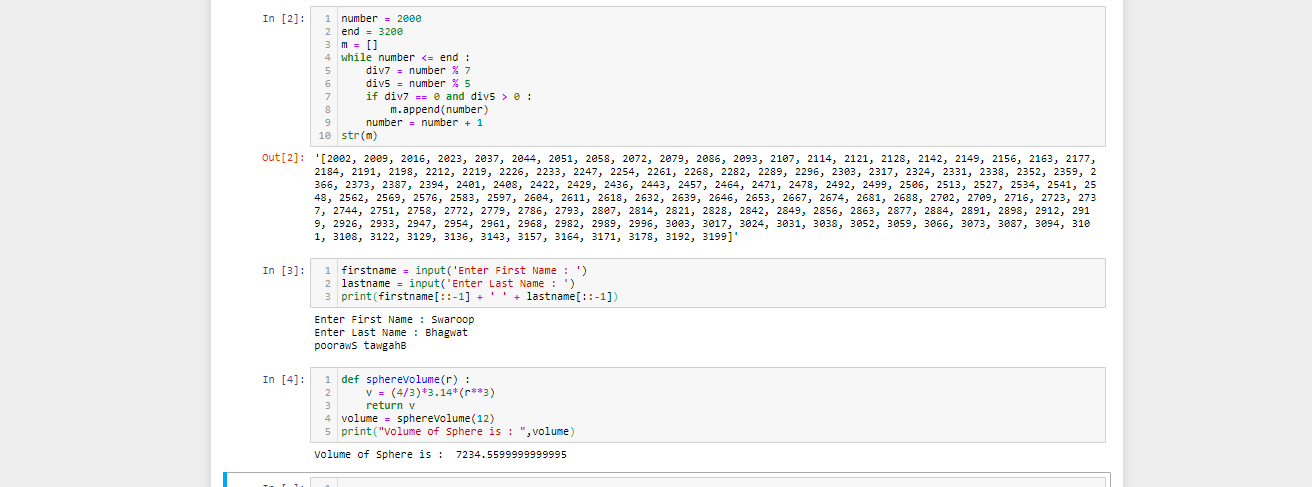 In [2]:
1 number = 2000
2 end = 3200
3 m = []
4 while number <= end :
5     div7 = number % 7
6     div5 = number % 5
7     if div7 == 0 and div5 > 0 :
8         m.append(number)
9     number = number + 1
10 str(m)
Out[2]: '[2002, 2009, 2016, 2023, 2037, 2044, 2051, 2058, 2072, 2079, 2086, 2093, 2107, 2114, 2121, 2128, 2142, 2149, 2156, 2163, 2177,
2184, 2191, 2198, 2212, 2219, 2226, 2233, 2247, 2254, 2261, 2268, 2282, 2289, 2296, 2303, 2317, 2324, 2331, 2338, 2352, 2359, 2
366, 2373, 2387, 2394, 2401, 2408, 2422, 2429, 2436, 2443, 2457, 2464, 2471, 2478, 2492, 2499, 2506, 2513, 2527, 2534, 2541, 25
48, 2562, 2569, 2576, 2583, 2597, 2604, 2611, 2618, 2632, 2639, 2646, 2653, 2667, 2674, 2681, 2688, 2702, 2709, 2716, 2723, 273
7, 2744, 2751, 2758, 2772, 2779, 2786, 2793, 2807, 2814, 2821, 2828, 2842, 2849, 2856, 2863, 2877, 2884, 2891, 2898, 2912, 291
9, 2926, 2933, 2947, 2954, 2961, 2968, 2982, 2989, 2996, 3003, 3017, 3024, 3031, 3038, 3052, 3059, 3066, 3073, 3087, 3094, 310
1, 3108, 3122, 3129, 3136, 3143, 3157, 3164, 3171, 3178, 3192, 3199]'
In [3]:
1 firstname = input('Enter First Name : ')
2 lastname = input('Enter Last Name : ')
3 print(firstname[::-1] + ' ' + lastname[::-1])
Enter First Name : Swaroop
Enter Last Name : Bhagwat
poorawS tawgahB
In [4]:
1 def sphereVolume(r) :
2     v = (4/3)*3.14*(r**3)
3     return v
4 volume = sphereVolume(12)
5 print("Volume of Sphere is : ",volume)
Volume of Sphere is :  7234.5599999999995